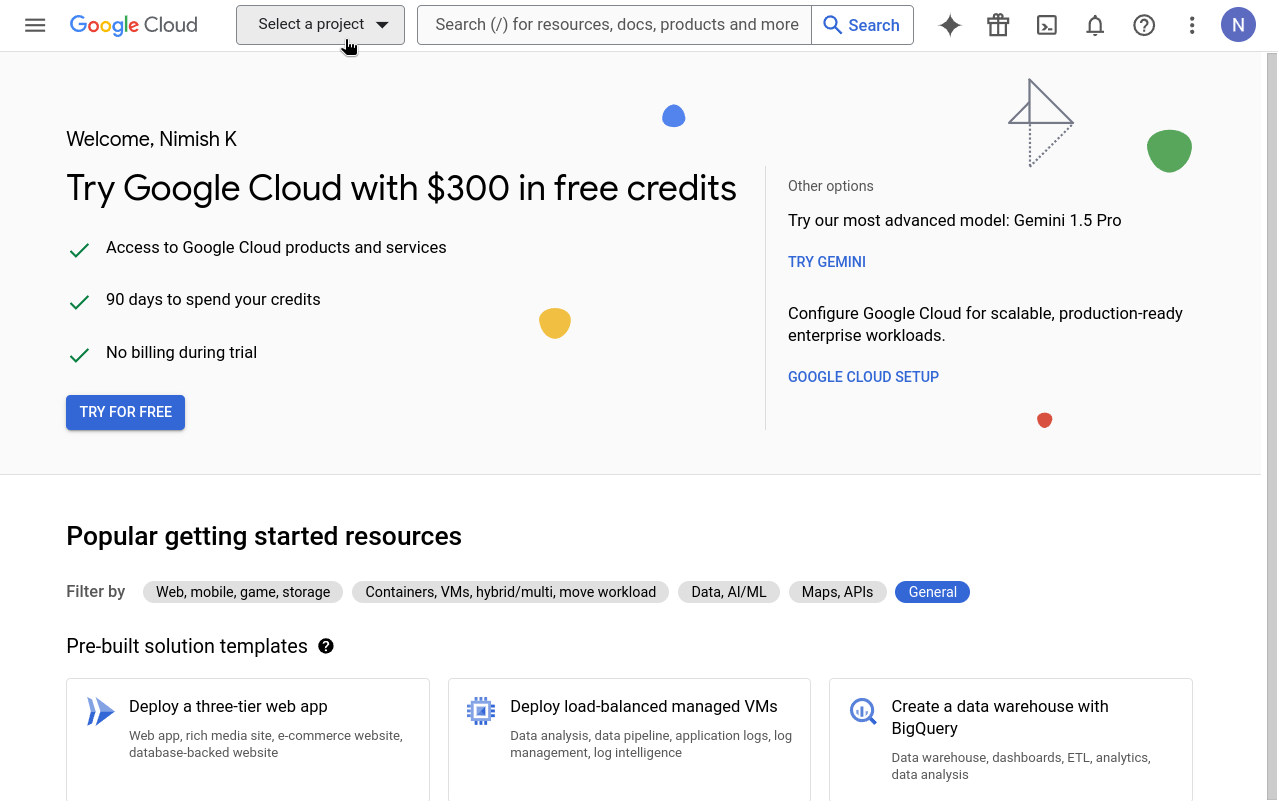 Google Cloud
Select a project
Search (/) for resources, docs, products and more
Search
N
Welcome, Nimish K
Try Google Cloud with $300 in free credits
Access to Google Cloud products and services
90 days to spend your credits
No billing during trial
TRY FOR FREE
Other options
Try our most advanced model: Gemini 1.5 Pro
TRY GEMINI
Configure Google Cloud for scalable, production-ready
enterprise workloads.
GOOGLE CLOUD SETUP
Popular getting started resources
Filter by
Web, mobile, game, storage
Containers, VMs, hybrid/multi, move workload
Data, AI/ML
Maps, APIs
General
Pre-built solution templates
Deploy a three-tier web app
Web app, rich media site, e-commerce website,
database-backed website
Deploy load-balanced managed VMs
Data analysis, data pipeline, application logs, log
management, log intelligence
Create a data warehouse with
BigQuery
Data warehouse, dashboards, ETL, analytics,
data analysis